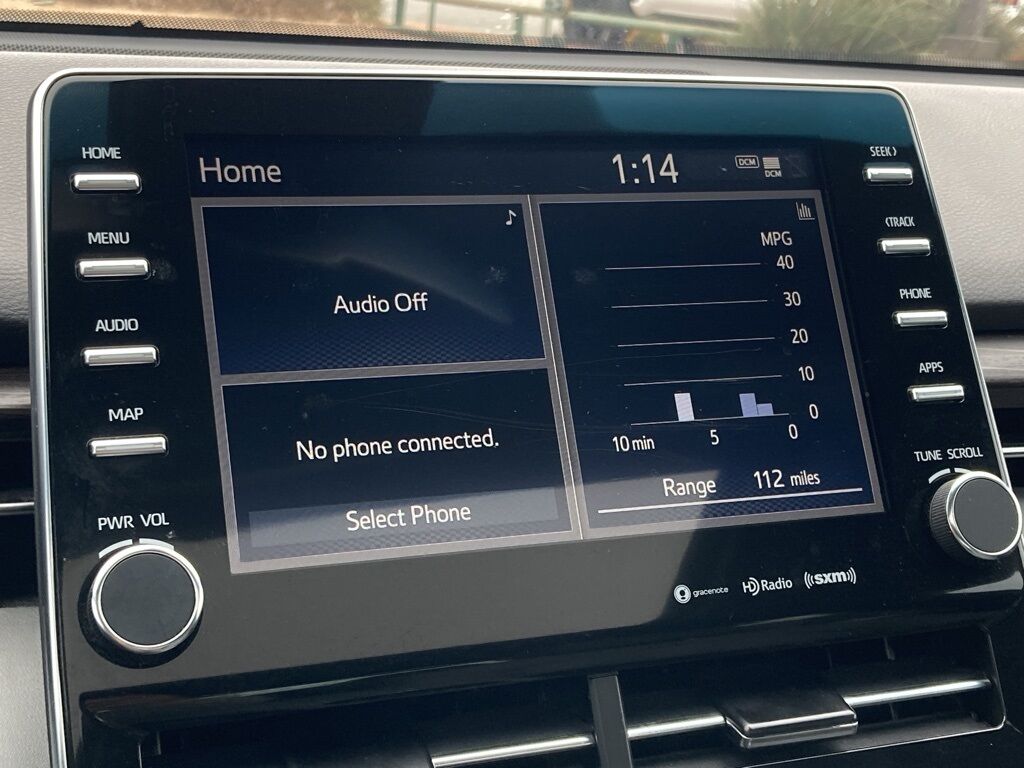 HOME
MENU
AUDIO
MAP
PWR VOL
Home
1:14
DCM
DCM
Audio Off
No phone connected.
Select Phone
MPG
40
30
20
10
0
10 min 5 0
Range 112 miles
SEEK >
< TRACK
PHONE
APPS
TUNE SCROLL
gracenote
HD Radio
((sxm))